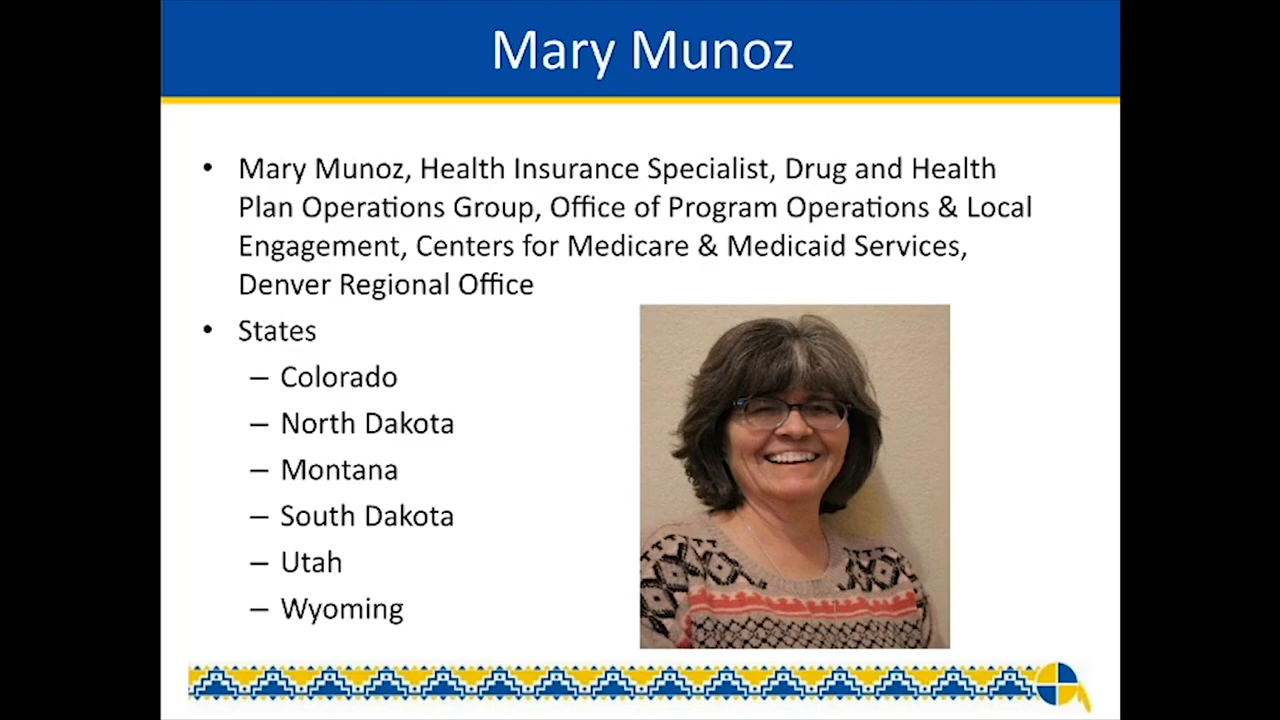 Mary Munoz
• Mary Munoz, Health Insurance Specialist, Drug and Health
Plan Operations Group, Office of Program Operations & Local
Engagement, Centers for Medicare & Medicaid Services,
Denver Regional Office
• States
– Colorado
– North Dakota
– Montana
– South Dakota
– Utah
– Wyoming